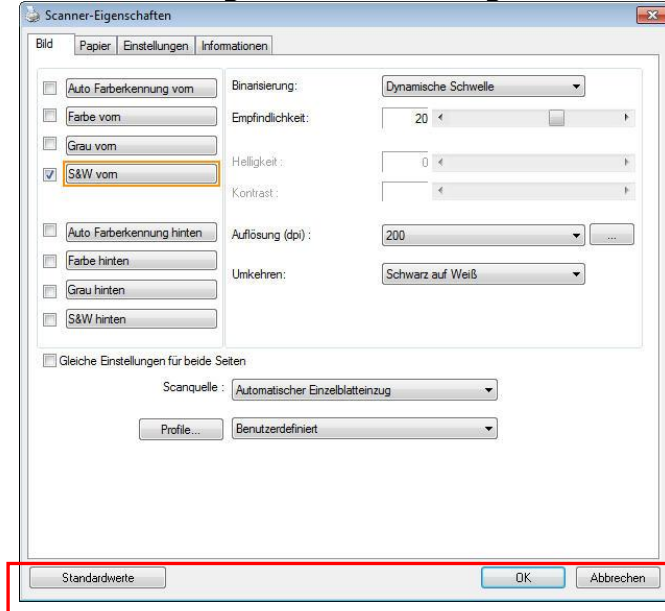 Scanner-Eigenschaften
Bild Papier Einstellungen Informationen
Auto Farberkennung vorn Binarisierung: Dynamische Schwelle
Farbe vorn Empfindlichkeit: 20
Grau vorn
Helligkeit : 0
S&W vorn
Kontrast :
Auto Farberkennung hinten Auflösung (dpi) : 200 ...
Farbe hinten
Umkehren: Schwarz auf Weiß
Grau hinten
S&W hinten
Gleiche Einstellungen für beide Seiten
Scanquelle : Automatischer Einzelblatteinzug
Profile... Benutzerdefiniert
Standardwerte OK Abbrechen